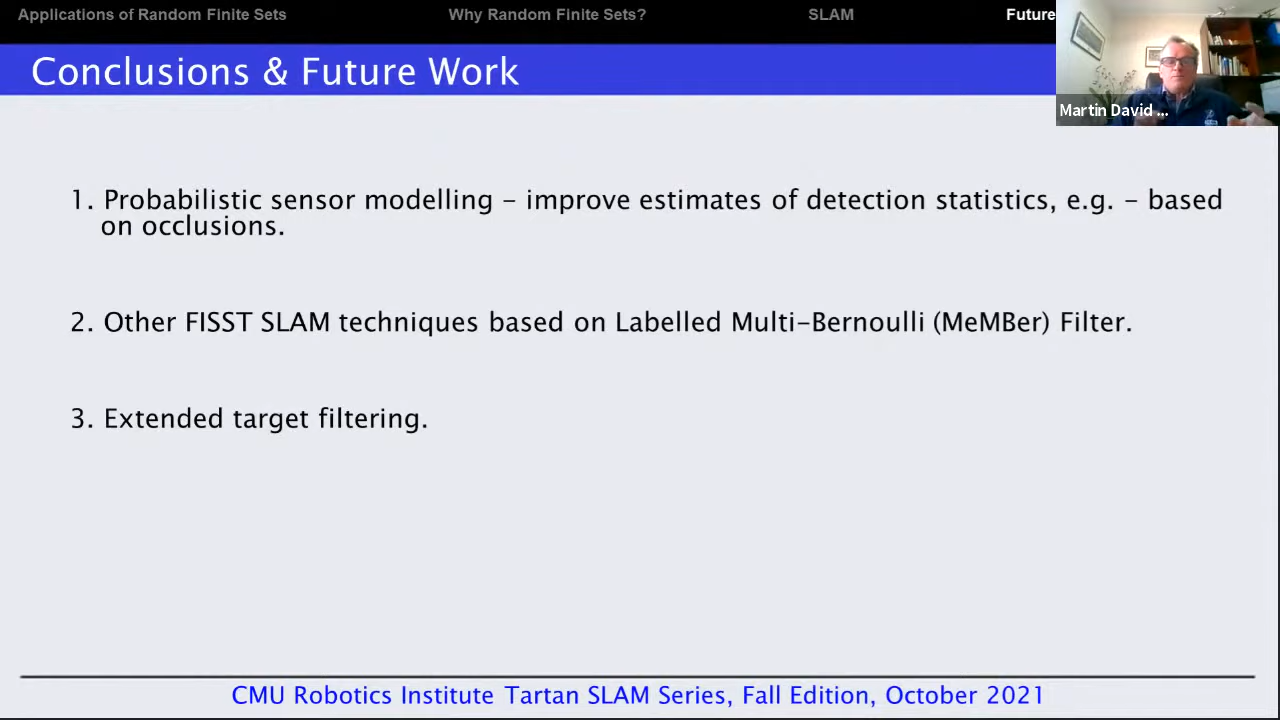 Applications of Random Finite Sets
Why Random Finite Sets?
SLAM
Future
Conclusions & Future Work
Martin David ...
1. Probabilistic sensor modelling – improve estimates of detection statistics, e.g. – based
on occlusions.
2. Other FISST SLAM techniques based on Labelled Multi–Bernoulli (MeMBer) Filter.
3. Extended target filtering.
CMU Robotics Institute Tartan SLAM Series, Fall Edition, October 2021